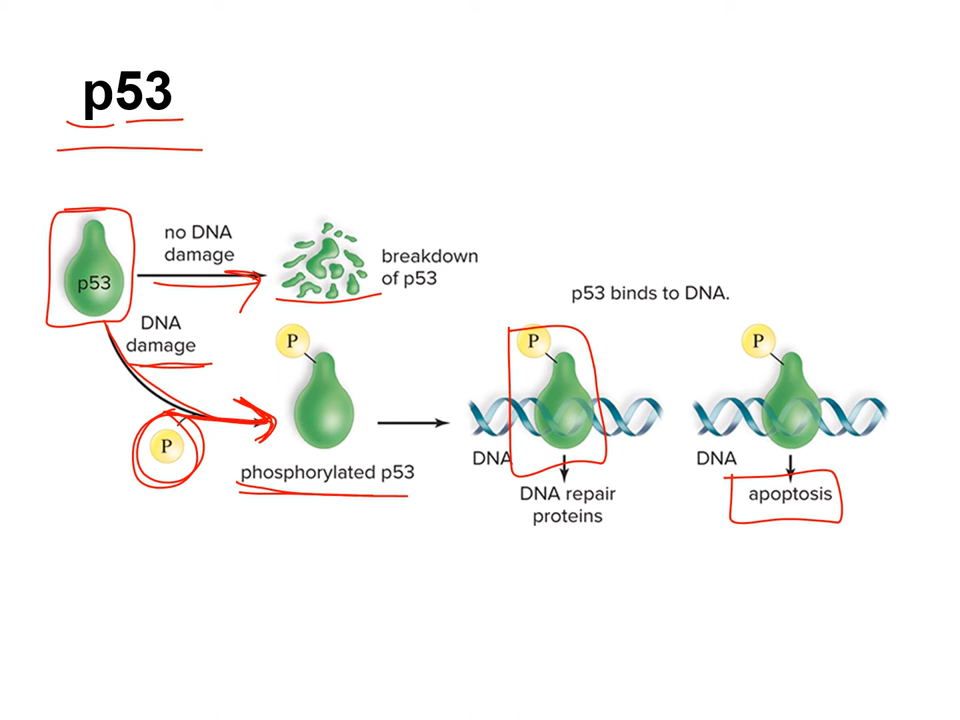 p53
p53
no DNA
damage
breakdown
of p53
p53 binds to DNA.
DNA
damage
P
P
P
P
phosphorylated p53
DNA
DNA
DNA repair
proteins
apoptosis